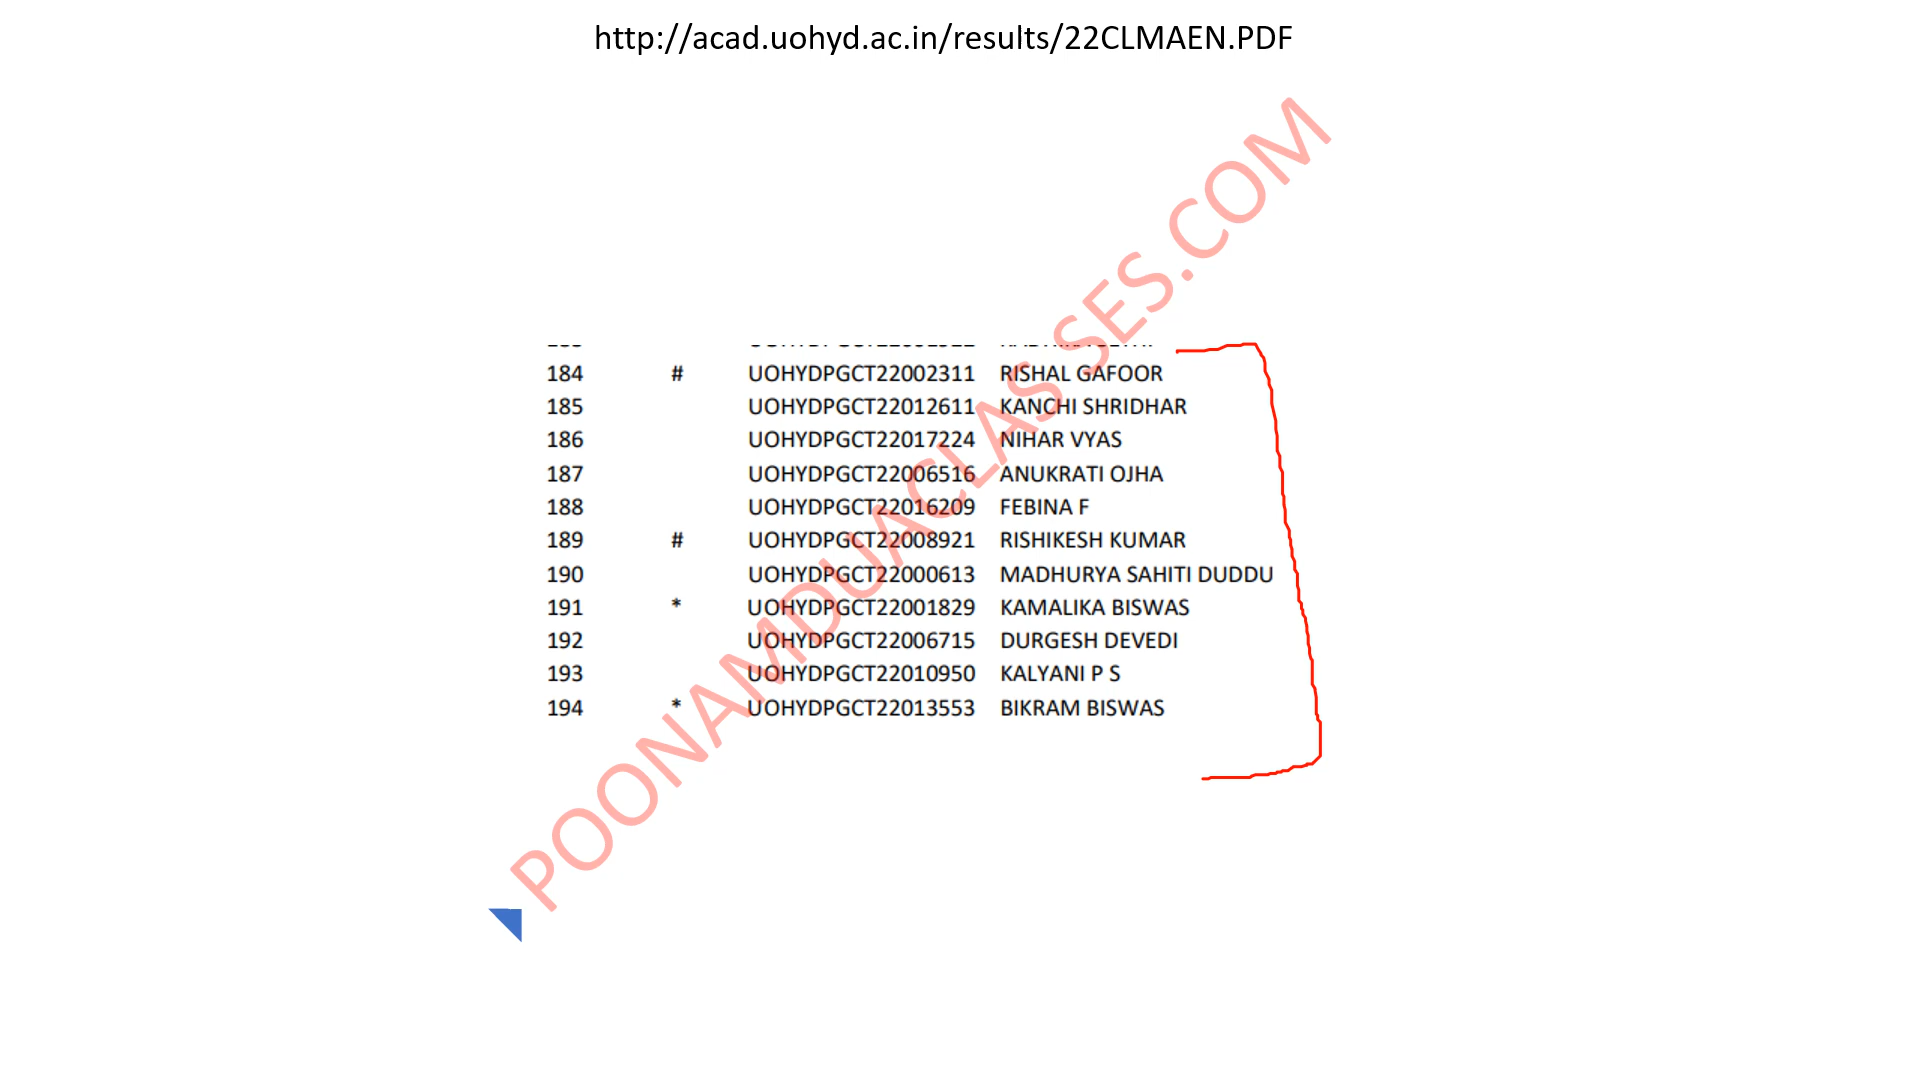 http://acad.uohyd.ac.in/results/22CLMAEN.PDF
184 # UOHYDPGCT22002311 RISHAL GAFOOR
185 UOHYDPGCT22012611 KANCHI SHRIDHAR
186 UOHYDPGCT22017224 NIHAR VYAS
187 UOHYDPGCT22006516 ANUKRATI OJHA
188 UOHYDPGCT22016209 FEBINA F
189 # UOHYDPGCT22008921 RISHIKESH KUMAR
190 UOHYDPGCT22000613 MADHURYA SAHITI DUDDU
191 * UOHYDPGCT22001829 KAMALIKA BISWAS
192 UOHYDPGCT22006715 DURGESH DEVEDI
193 UOHYDPGCT22010950 KALYANI P S
194 * UOHYDPGCT22013553 BIKRAM BISWAS
POONAMDUACLAS SES.COM